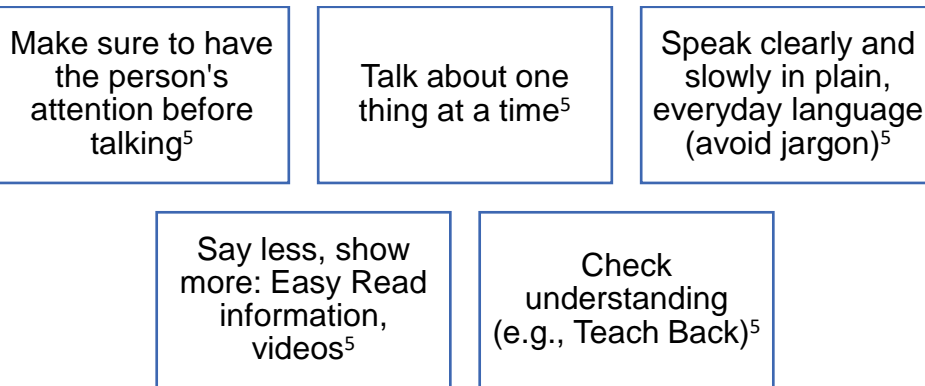 Make sure to have
the person's
attention before
talking⁵
Talk about one
thing at a time⁵
Speak clearly and
slowly in plain,
everyday language
(avoid jargon)⁵
Say less, show
more: Easy Read
information,
videos⁵
Check
understanding
(e.g., Teach Back)⁵